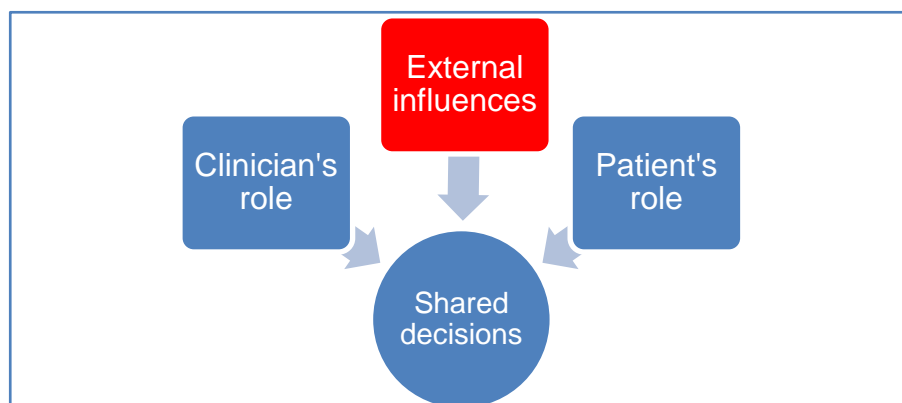 External
influences
Clinician's
role
Patient's
role
Shared
decisions